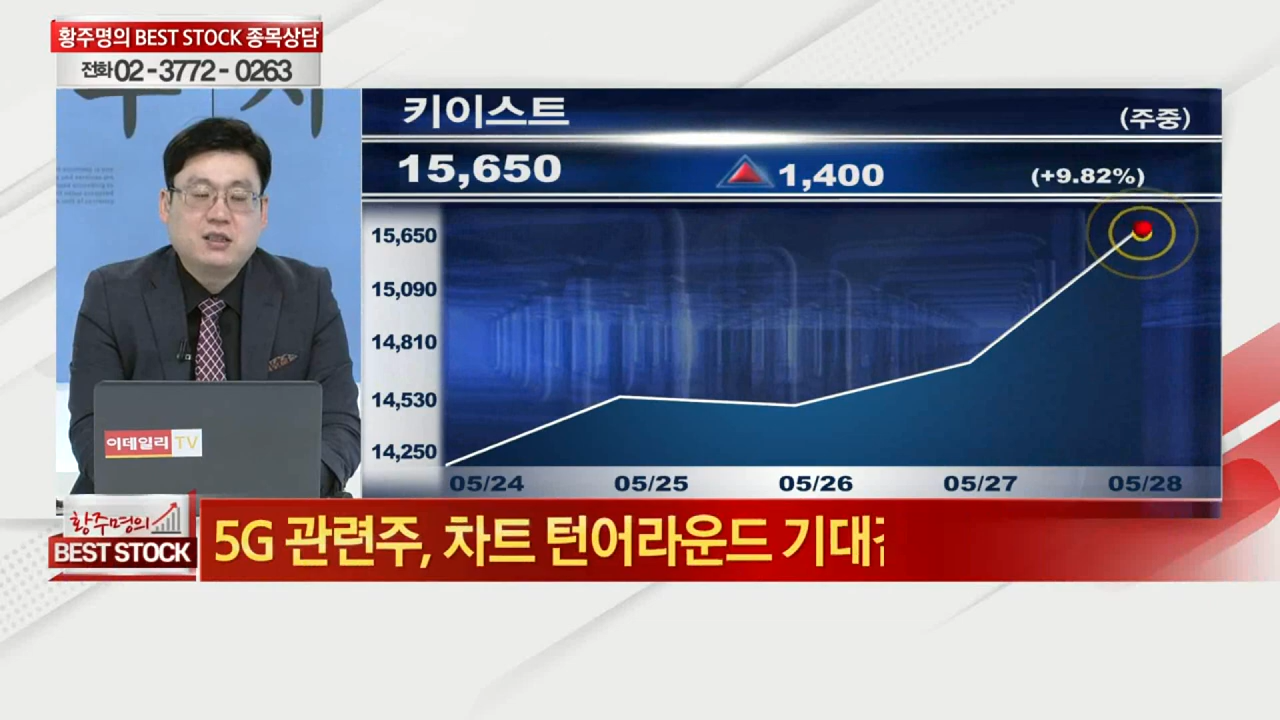 황주명의 BEST STOCK 종목상담
전화 02 - 3772 - 0263
키이스트 (주중)
15,650 1,400 (+9.82%)
15,650
15,090
14,810
14,530
14,250
05/24 05/25 05/26 05/27 05/28
이데일리 TV
황주명의
BEST STOCK
5G 관련주, 차트 턴어라운드 기대